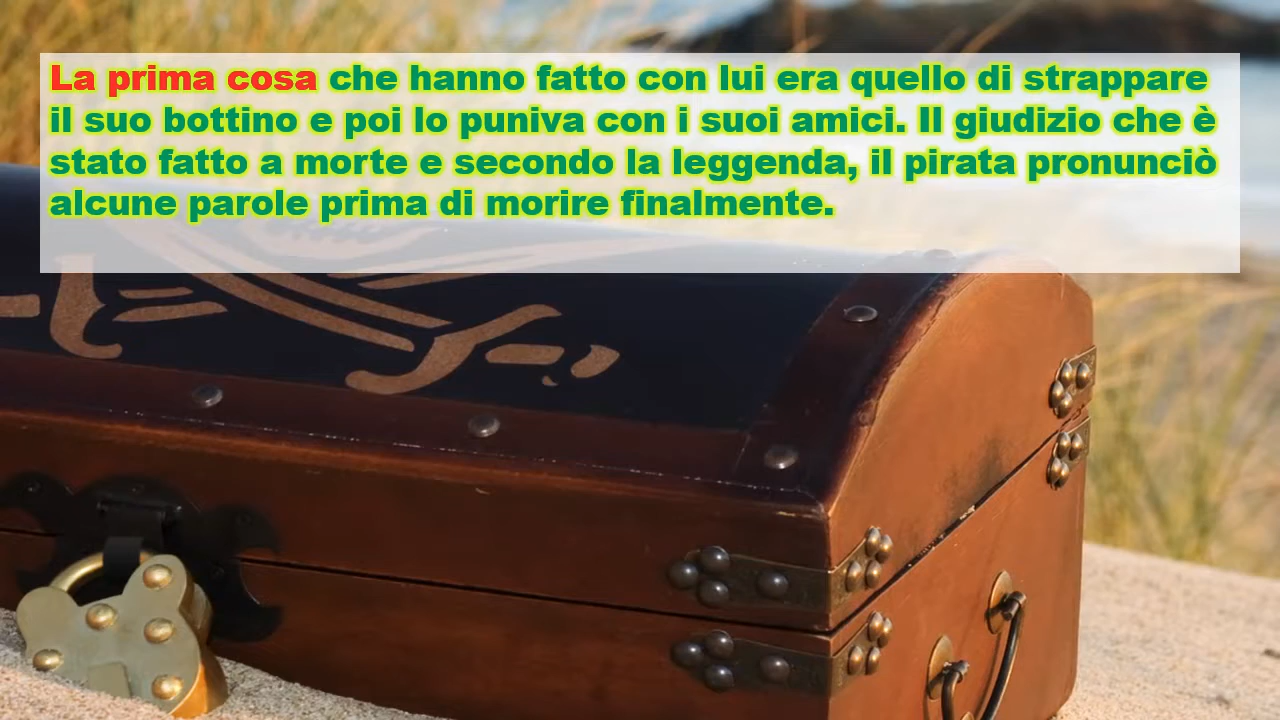 La prima cosa che hanno fatto con lui era quello di strappare
il suo bottino e poi lo puniva con i suoi amici. Il giudizio che è
stato fatto a morte e secondo la leggenda, il pirata pronunciò
alcune parole prima di morire finalmente.